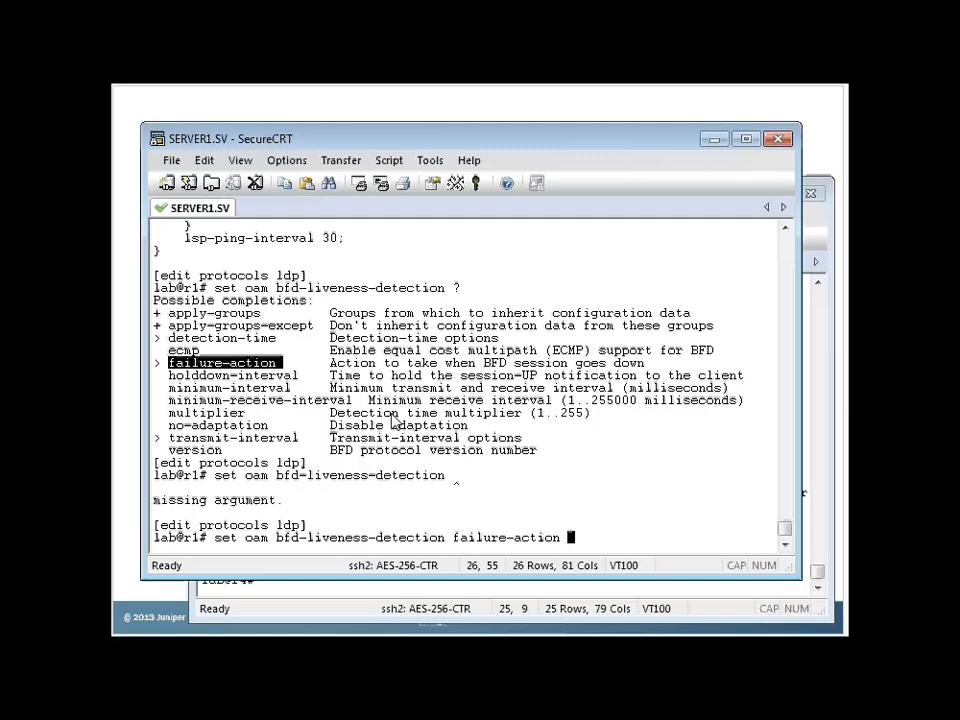 SERVER1.SV - SecureCRT
File Edit View Options Transfer Script Tools Help
SERVER1.SV
}
lsp-ping-interval 30;
}
[edit protocols ldp]
lab@r1# set oam bfd-liveness-detection ?
Possible completions:
+ apply-groups Groups from which to inherit configuration data
+ apply-groups-except Don't inherit configuration data from these groups
> detection-time Detection-time options
ecmp Enable equal cost multipath (ECMP) support for BFD
> failure-action Action to take when BFD session goes down
holddown-interval Time to hold the session-UP notification to the client
minimum-interval Minimum transmit and receive interval (milliseconds)
minimum-receive-interval Minimum receive interval (1..255000 milliseconds)
multiplier Detection time multiplier (1..255)
no-adaptation Disable adaptation
> transmit-interval Transmit-interval options
version BFD protocol version number
[edit protocols ldp]
lab@r1# set oam bfd-liveness-detection
^
missing argument.
[edit protocols ldp]
lab@r1# set oam bfd-liveness-detection failure-action
Ready ssh2: AES-256-CTR 26, 55 26 Rows, 81 Cols VT100 CAP NUM
Ready ssh2: AES-256-CTR 25, 9 25 Rows, 79 Cols VT100 CAP NUM
© 2013 Juniper